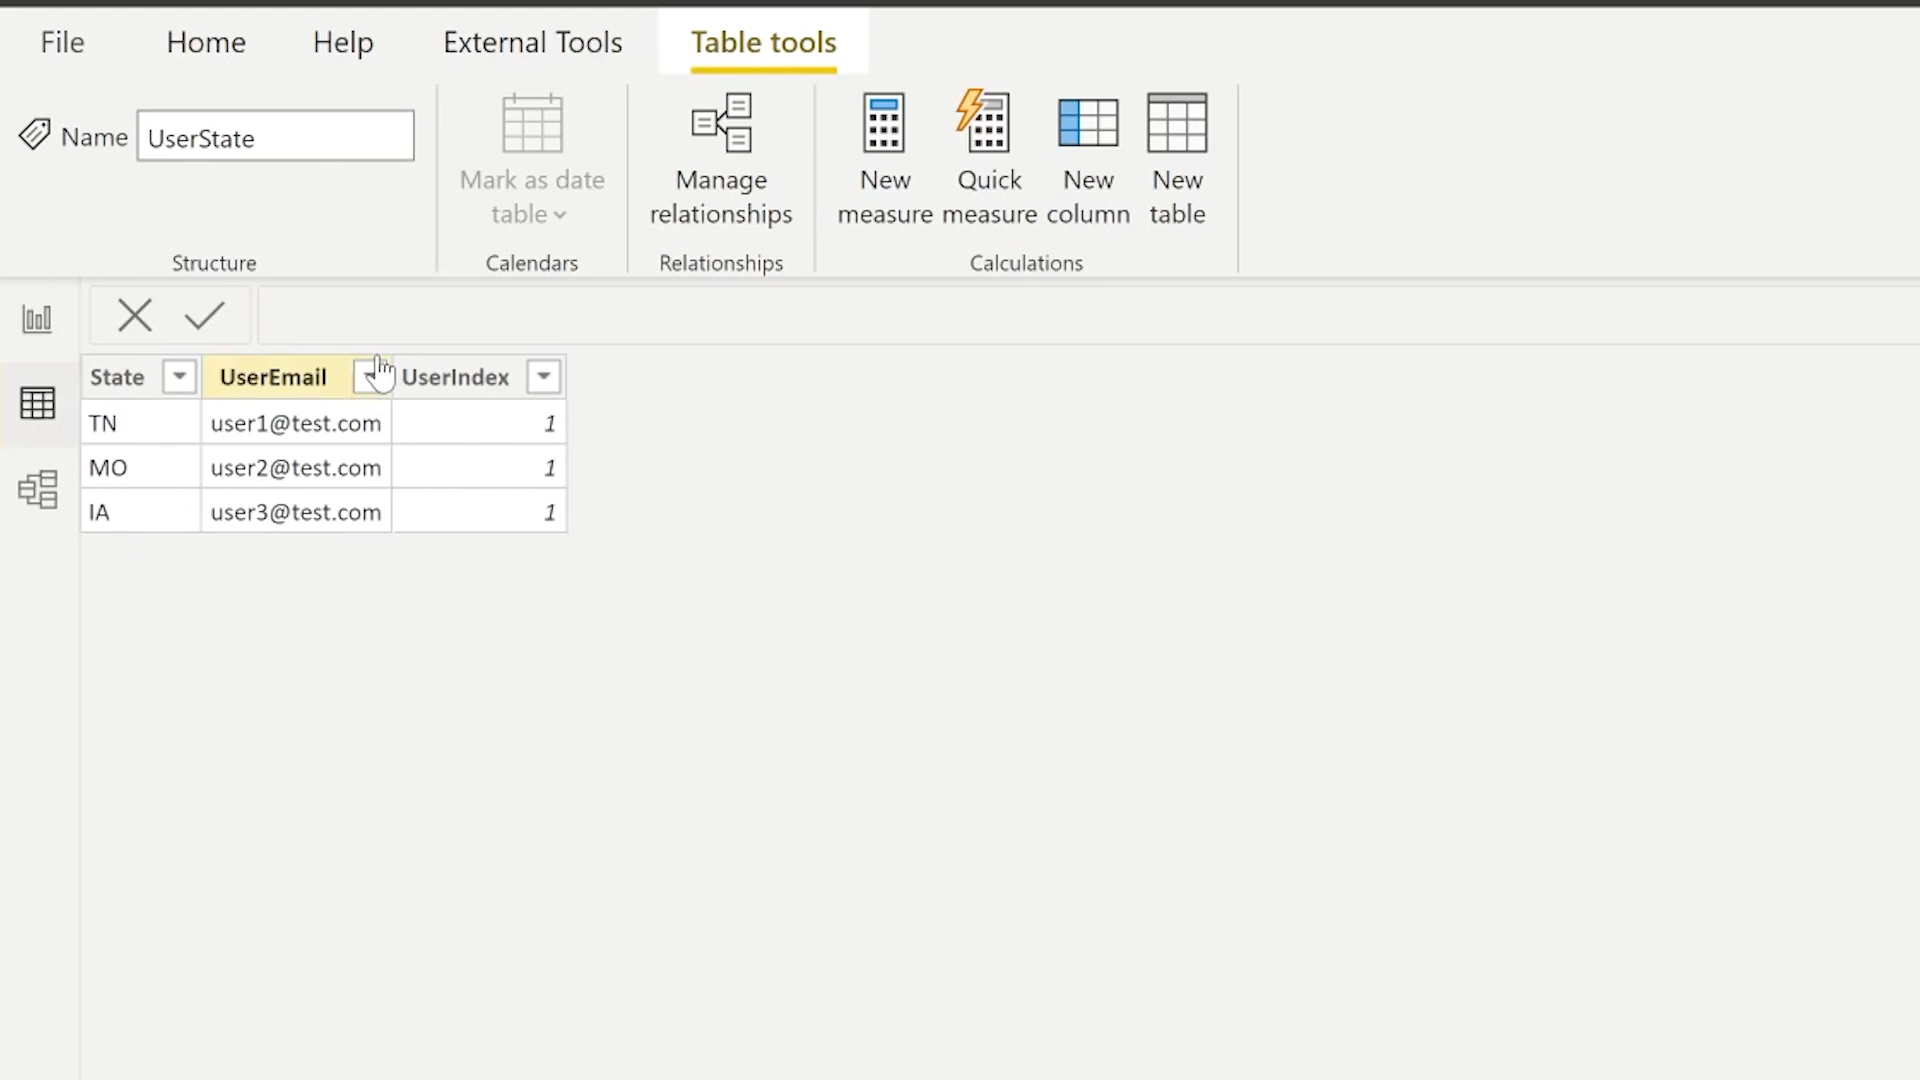 File Home Help External Tools Table tools
Name UserState
Mark as date
table
Manage
relationships
New
measure
Quick
measure
New
column
New
table
Structure Calendars Relationships Calculations
State UserEmail UserIndex
TN user1@test.com 1
MO user2@test.com 1
IA user3@test.com 1